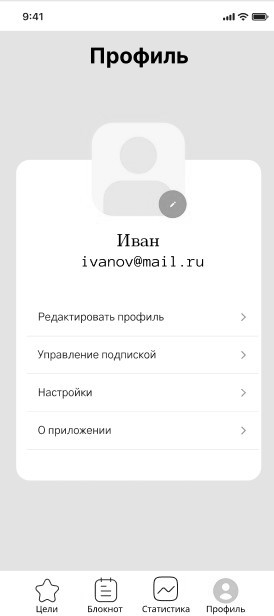 9:41
Профиль
Иван
ivanov@mail.ru
Редактировать профиль
Управление подпиской
Настройки
О приложении
Цели Блокнот Статистика Профиль